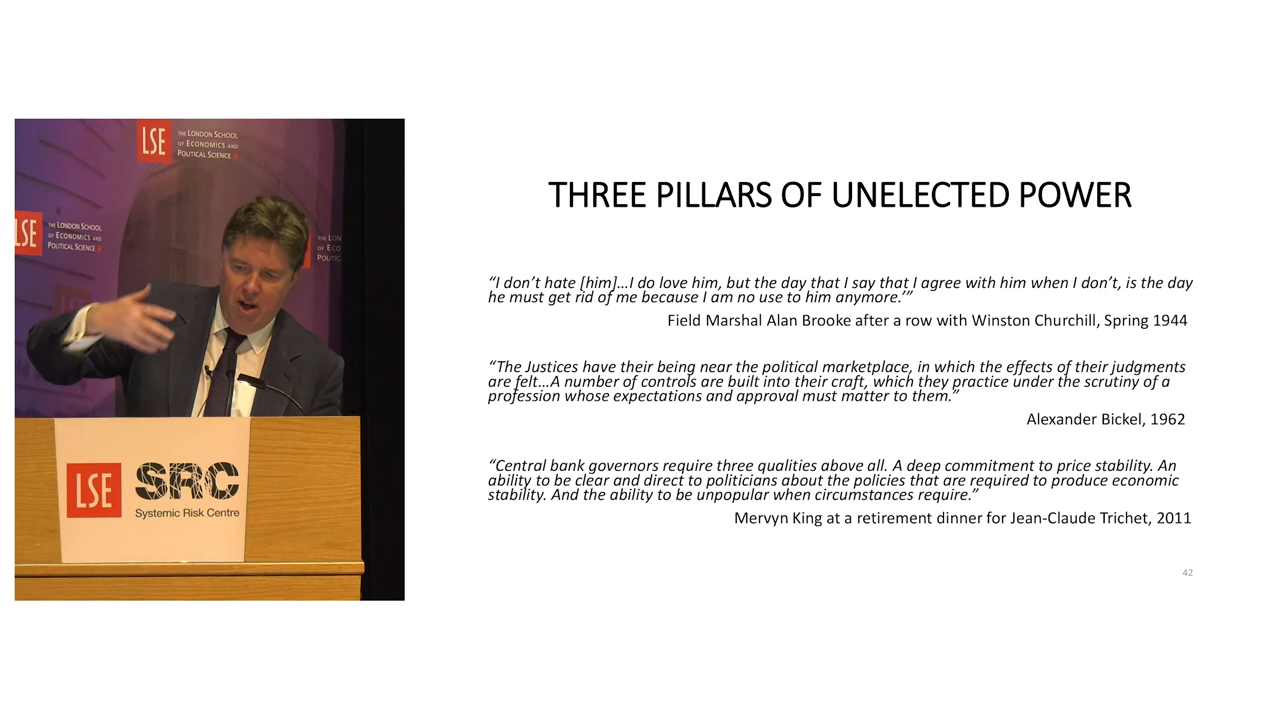 LSE
THE LONDON SCHOOL
OF ECONOMICS AND
POLITICAL SCIENCE
LSE
THE LONDON SCHOOL
OF ECONOMICS AND
POLITICAL SCIENCE
THE LON
OF ECO
POLITICAL
LSE
SRC
Systemic Risk Centre
THREE PILLARS OF UNELECTED POWER
“I don’t hate [him]…I do love him, but the day that I say that I agree with him when I don’t, is the day
he must get rid of me because I am no use to him anymore.’”
Field Marshal Alan Brooke after a row with Winston Churchill, Spring 1944
“The Justices have their being near the political marketplace, in which the effects of their judgments
are felt…A number of controls are built into their craft, which they practice under the scrutiny of a
profession whose expectations and approval must matter to them.”
Alexander Bickel, 1962
“Central bank governors require three qualities above all. A deep commitment to price stability. An
ability to be clear and direct to politicians about the policies that are required to produce economic
stability. And the ability to be unpopular when circumstances require.”
Mervyn King at a retirement dinner for Jean-Claude Trichet, 2011
42